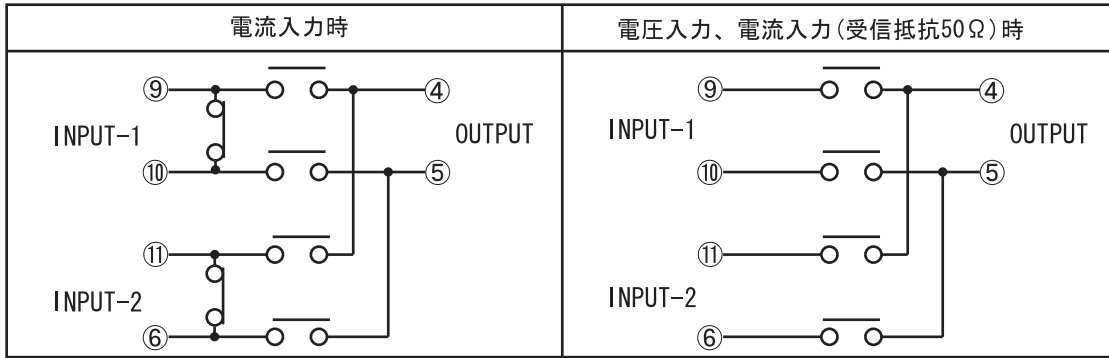 電流入力時
⑨
④
INPUT-1
OUTPUT
⑩
⑤
⑪
INPUT-2
⑥
電圧入力、電流入力(受信抵抗50Ω)時
⑨
④
INPUT-1
OUTPUT
⑩
⑤
⑪
INPUT-2
⑥